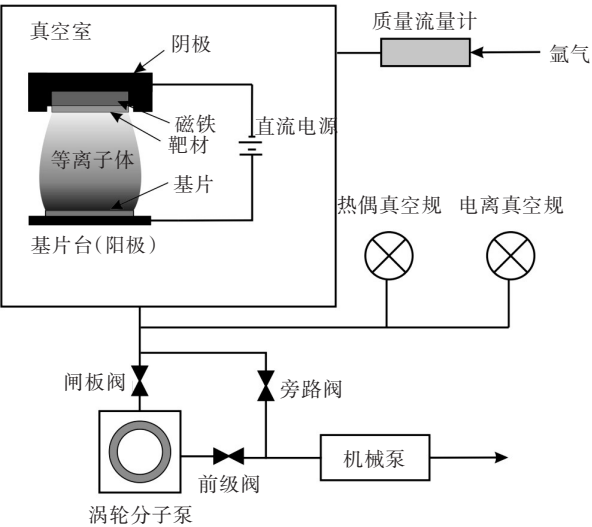 真空室
质量流量计
阴极
氩气
磁铁
直流电源
靶材
等离子体
基片
热偶真空规
电离真空规
基片台(阳极)
闸板阀
旁路阀
机械泵
前级阀
涡轮分子泵